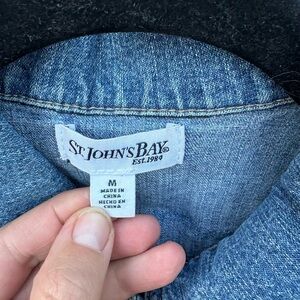 ST. JOHN'S BAY®
EST. 1984
M
MADE IN
CHINA
HECHO EN
CHINA